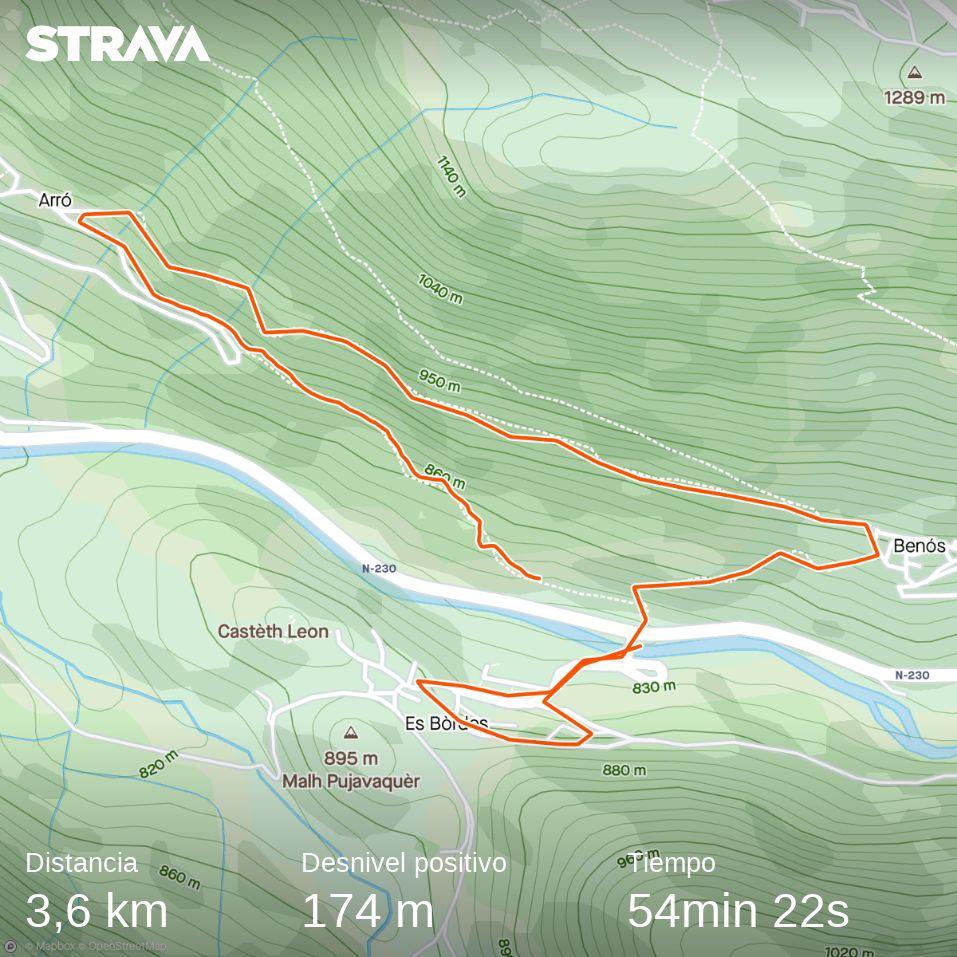 STRAVA
1289 m
1140 m
Arró
1040 m
950 m
860 m
Benós
N-230
Castèth Leon
N-230
830 m
Es Bòrdes
895 m
Malh Pujavaquèr
820 m
880 m
960 m
860 m
Distancia
Desnivel positivo
Tiempo
3,6 km
174 m
54min 22s
© Mapbox © OpenStreetMap
1020 m